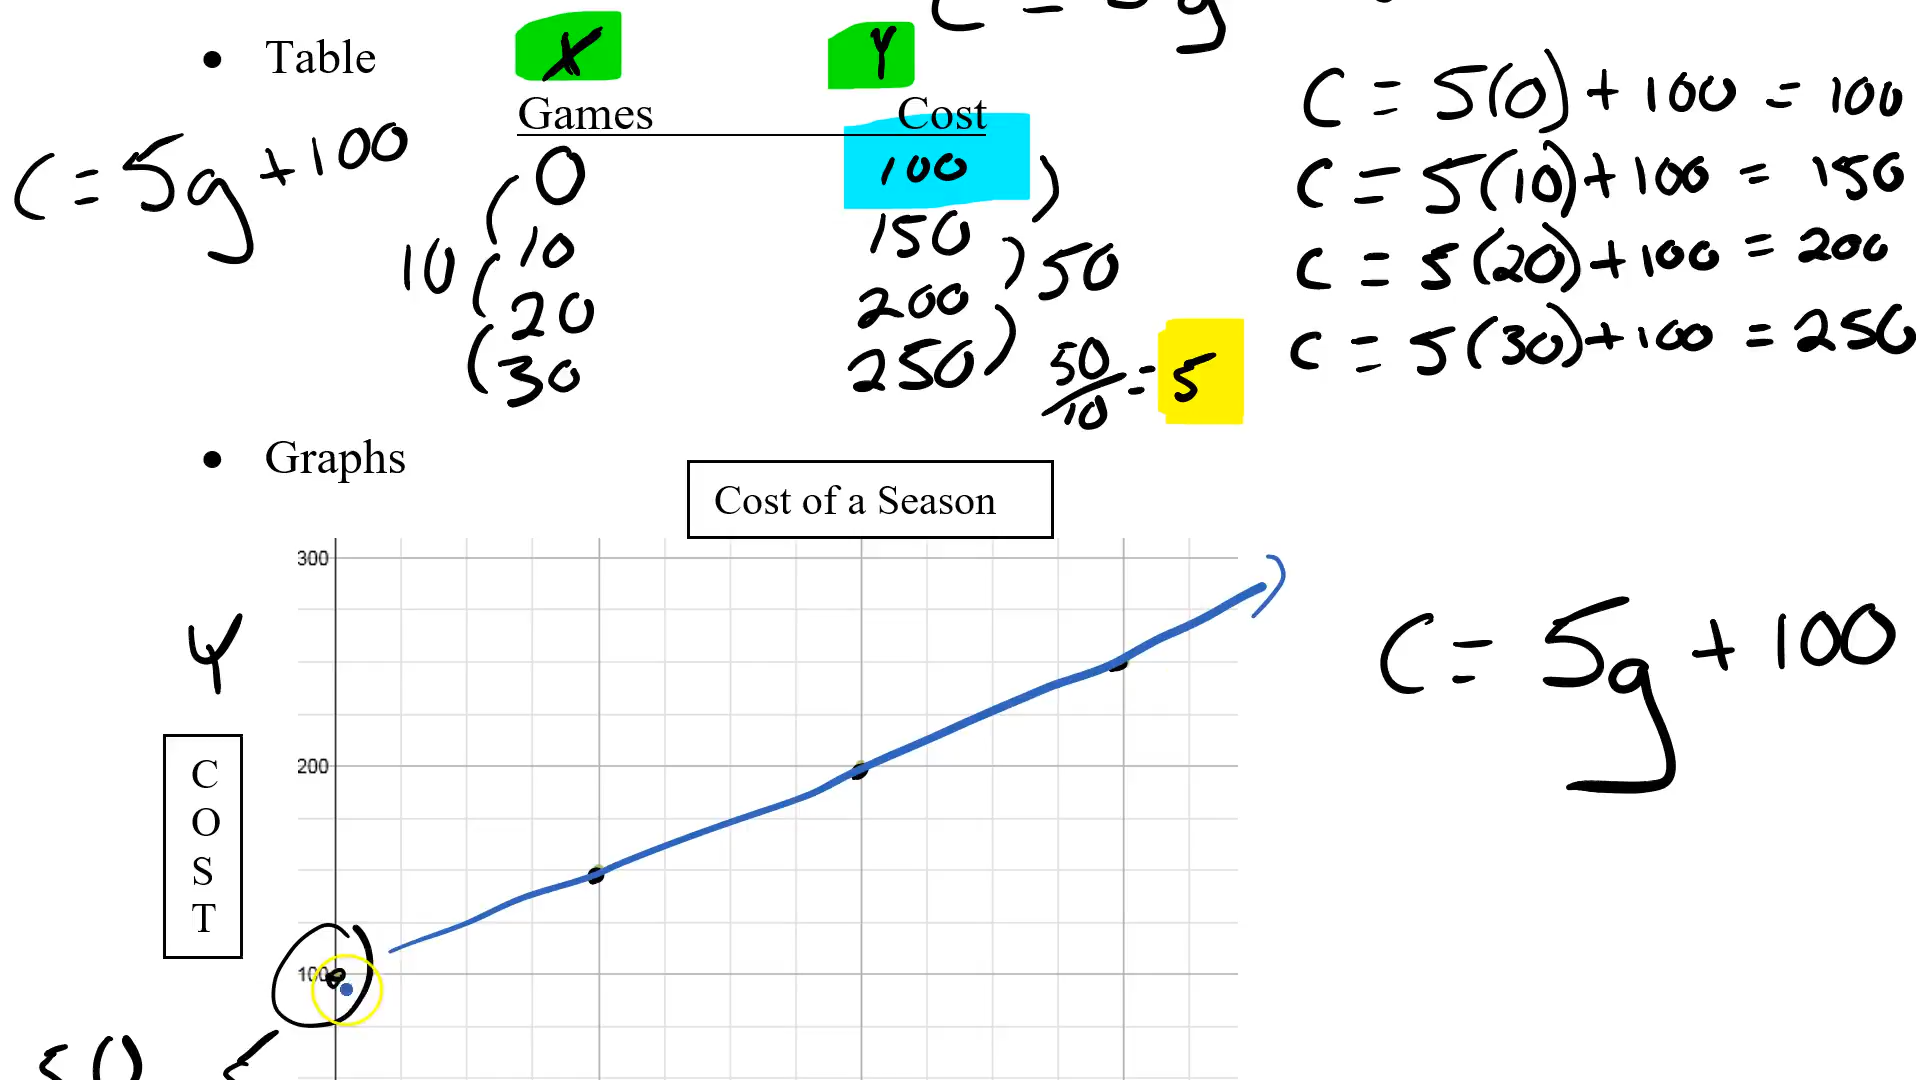 • Table
X Y
Games Cost
C = 5g + 100
0 100
10 150
20 200
30 250
10
50
50/10 = 5
C = 5(0) + 100 = 100
C = 5(10) + 100 = 150
C = 5(20) + 100 = 200
C = 5(30) + 100 = 250
• Graphs
Cost of a Season
300
200
100
Y
COST
C = 5g + 100